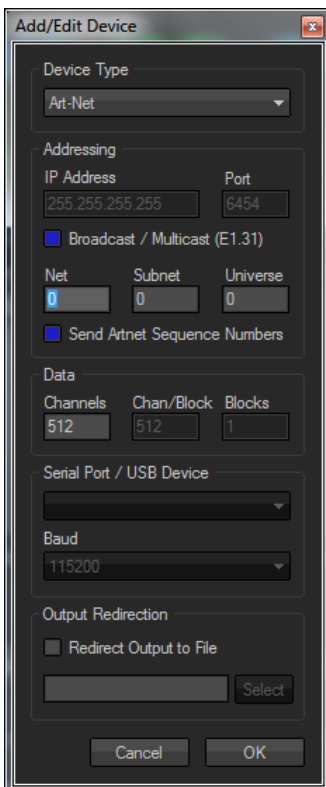 Add/Edit Device
Device Type
Art-Net
Addressing
IP Address Port
255.255.255.255 6454
Broadcast / Multicast (E1.31)
Net Subnet Universe
0 0 0
Send Artnet Sequence Numbers
Data
Channels Chan/Block Blocks
512 512 1
Serial Port / USB Device
Baud
115200
Output Redirection
Redirect Output to File
Select
Cancel OK